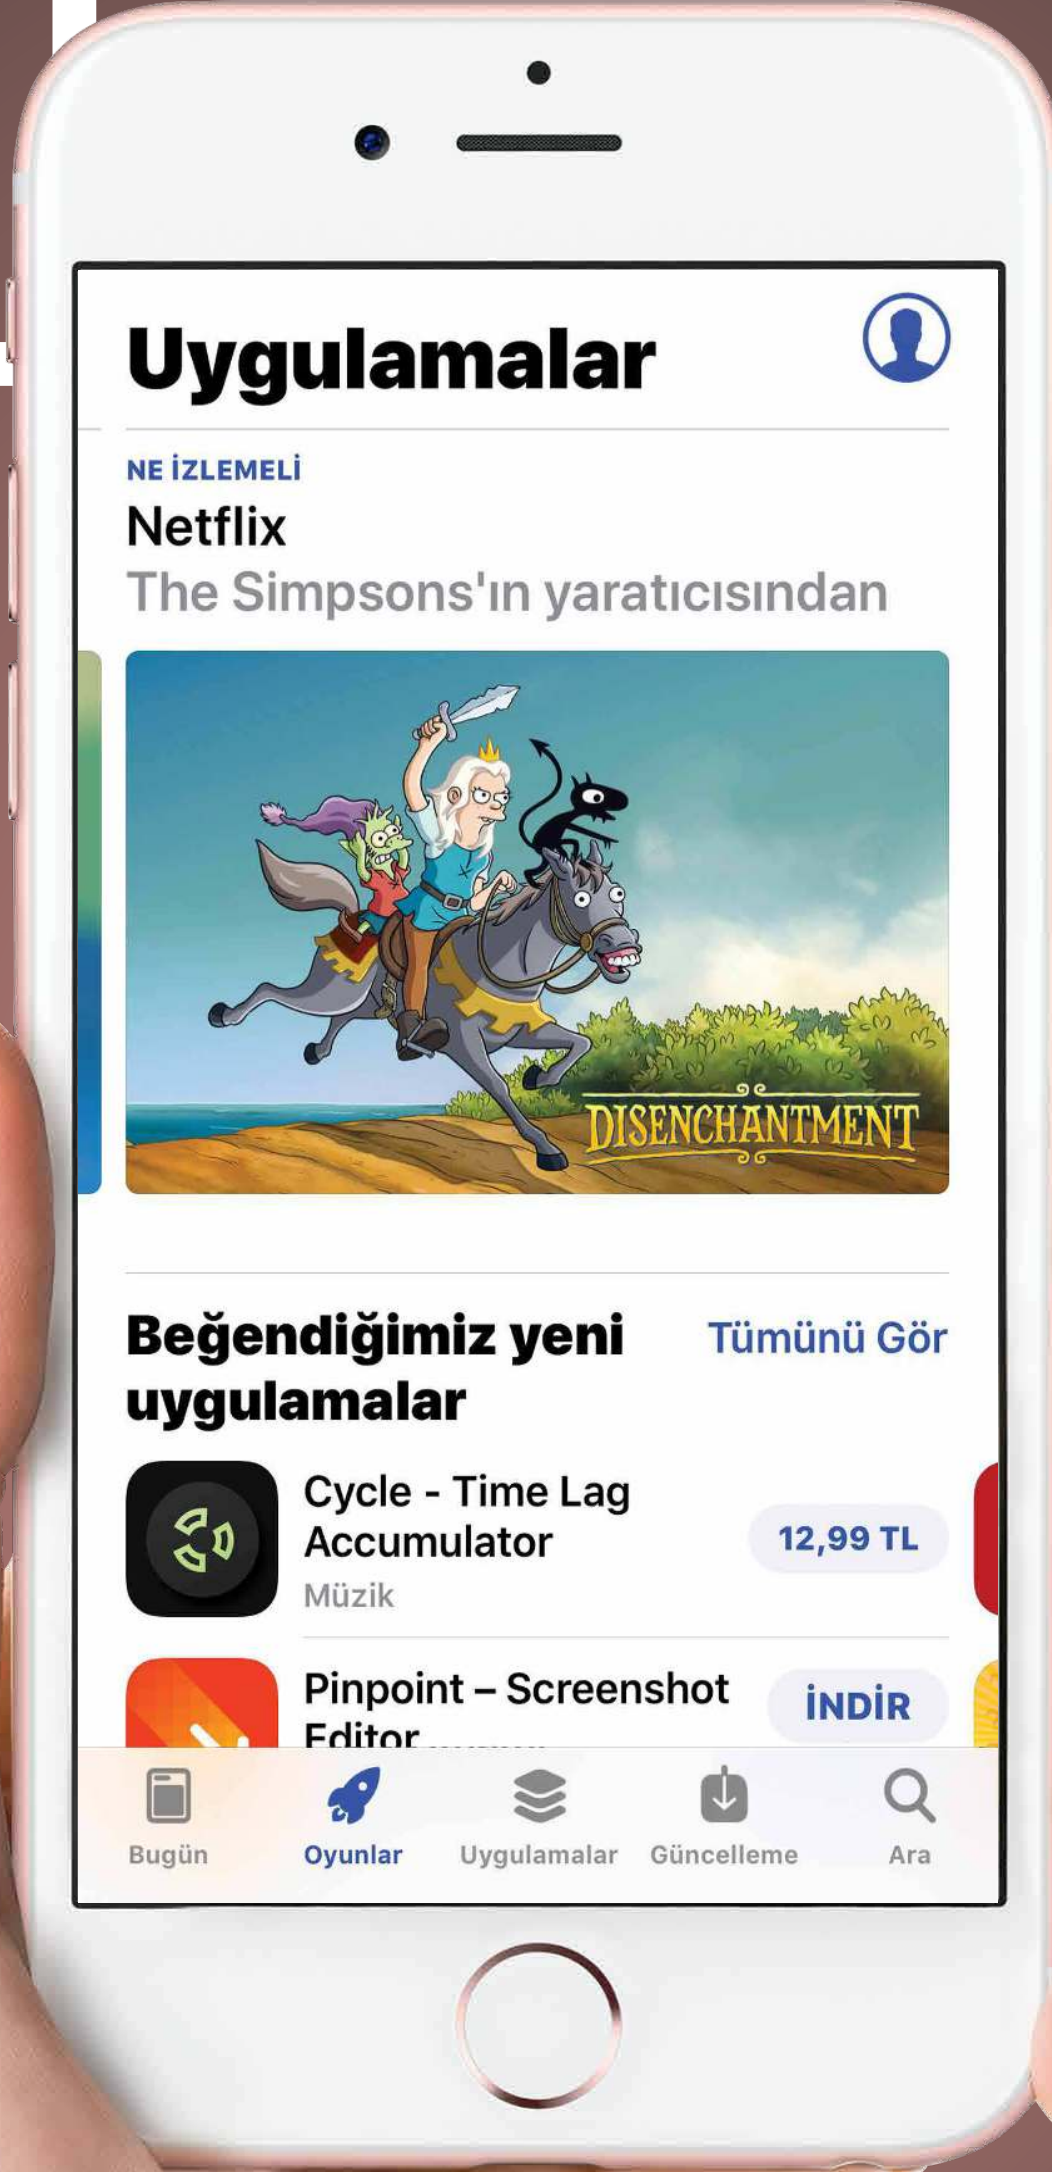 Uygulamalar
NE İZLEMELİ
Netflix
The Simpsons'ın yaratıcısından
DISENCHANTMENT
Beğendiğimiz yeni
uygulamalar
Tümünü Gör
Cycle - Time Lag
Accumulator
Müzik
12,99 TL
Pinpoint – Screenshot
Editor
İNDİR
Bugün
Oyunlar
Uygulamalar
Güncelleme
Ara